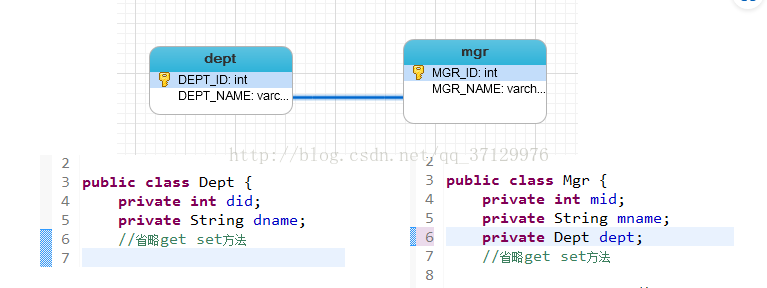 dept
DEPT_ID: int
DEPT_NAME: varc...
mgr
MGR_ID: int
MGR_NAME: varch...
http://blog.csdn.net/qq_37129976
2
3 public class Dept {
4 private int did;
5 private String dname;
6 //省略get set方法
7
2
3 public class Mgr {
4 private int mid;
5 private String mname;
6 private Dept dept;
7 //省略get set方法
8